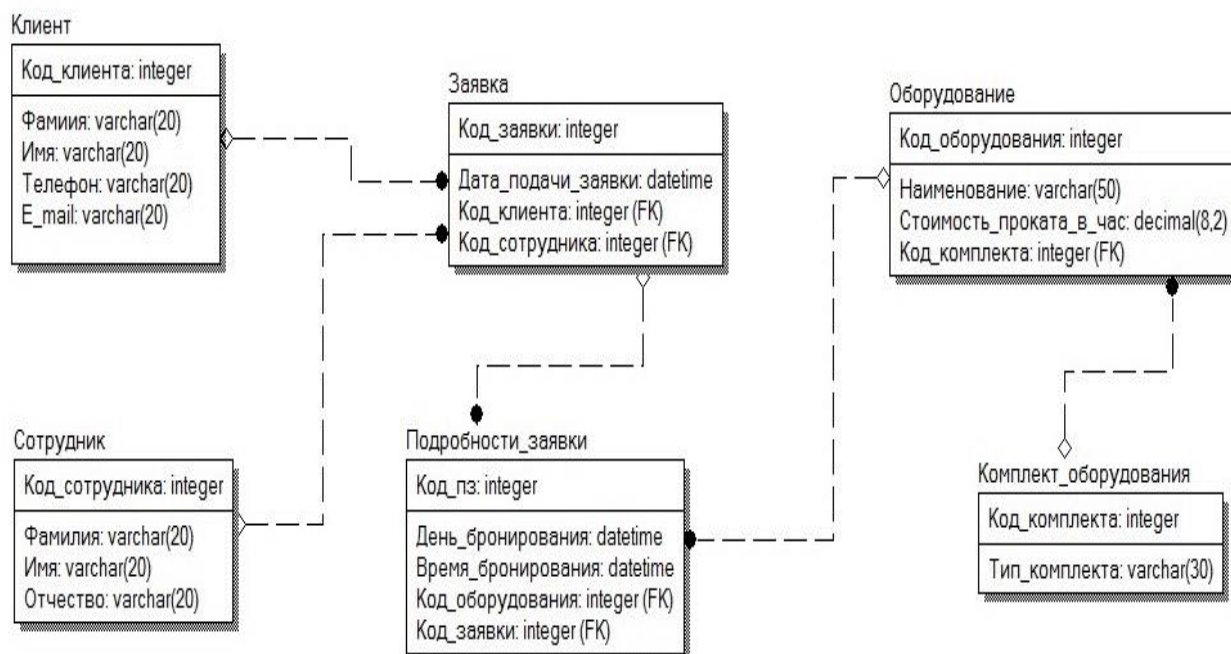 Клиент
Код_клиента: integer
Фамиия: varchar(20)
Имя: varchar(20)
Телефон: varchar(20)
E_mail: varchar(20)
Заявка
Код_заявки: integer
Дата_подачи_заявки: datetime
Код_клиента: integer (FK)
Код_сотрудника: integer (FK)
Оборудование
Код_оборудования: integer
Наименование: varchar(50)
Стоимость_проката_в_час: decimal(8,2)
Код_комплекта: integer (FK)
Сотрудник
Код_сотрудника: integer
Фамилия: varchar(20)
Имя: varchar(20)
Отчество: varchar(20)
Подробности_заявки
Код_пз: integer
День_бронирования: datetime
Время_бронирования: datetime
Код_оборудования: integer (FK)
Код_заявки: integer (FK)
Комплект_оборудования
Код_комплекта: integer
Тип_комплекта: varchar(30)